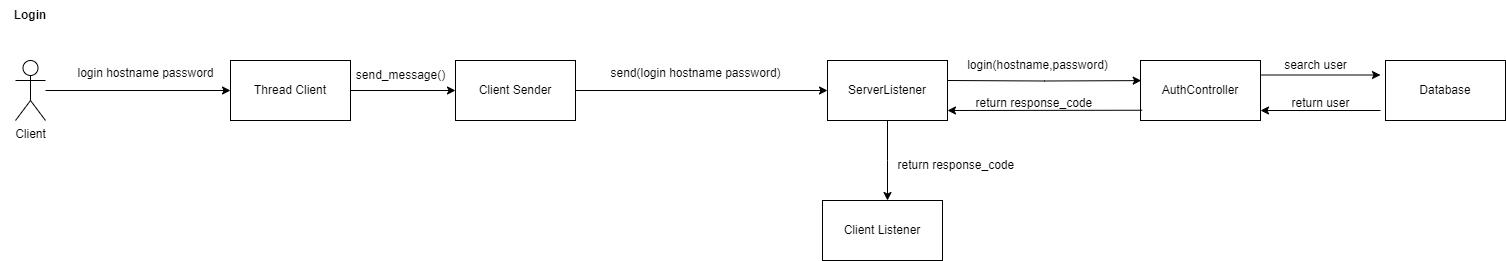 Login
login hostname password
send_message()
send(login hostname password)
login(hostname,password)
search user
Thread Client
Client Sender
ServerListener
AuthController
Database
return response_code
return user
Client
return response_code
Client Listener